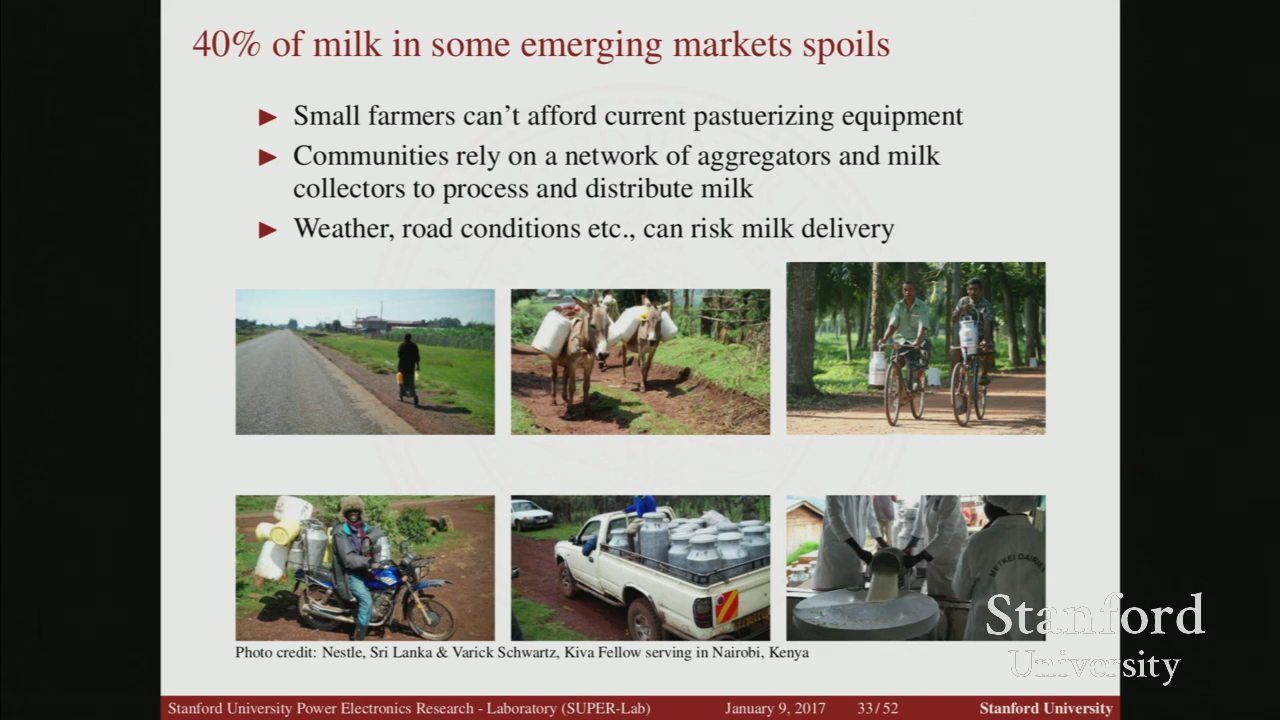 40% of milk in some emerging markets spoils
Small farmers can't afford current pastuerizing equipment
Communities rely on a network of aggregators and milk
collectors to process and distribute milk
Weather, road conditions etc., can risk milk delivery
METKEI DAIRIES
Photo credit: Nestle, Sri Lanka & Varick Schwartz, Kiva Fellow serving in Nairobi, Kenya
Stanford
University
Stanford University Power Electronics Research - Laboratory (SUPER-Lab) January 9, 2017 33 / 52 Stanford University